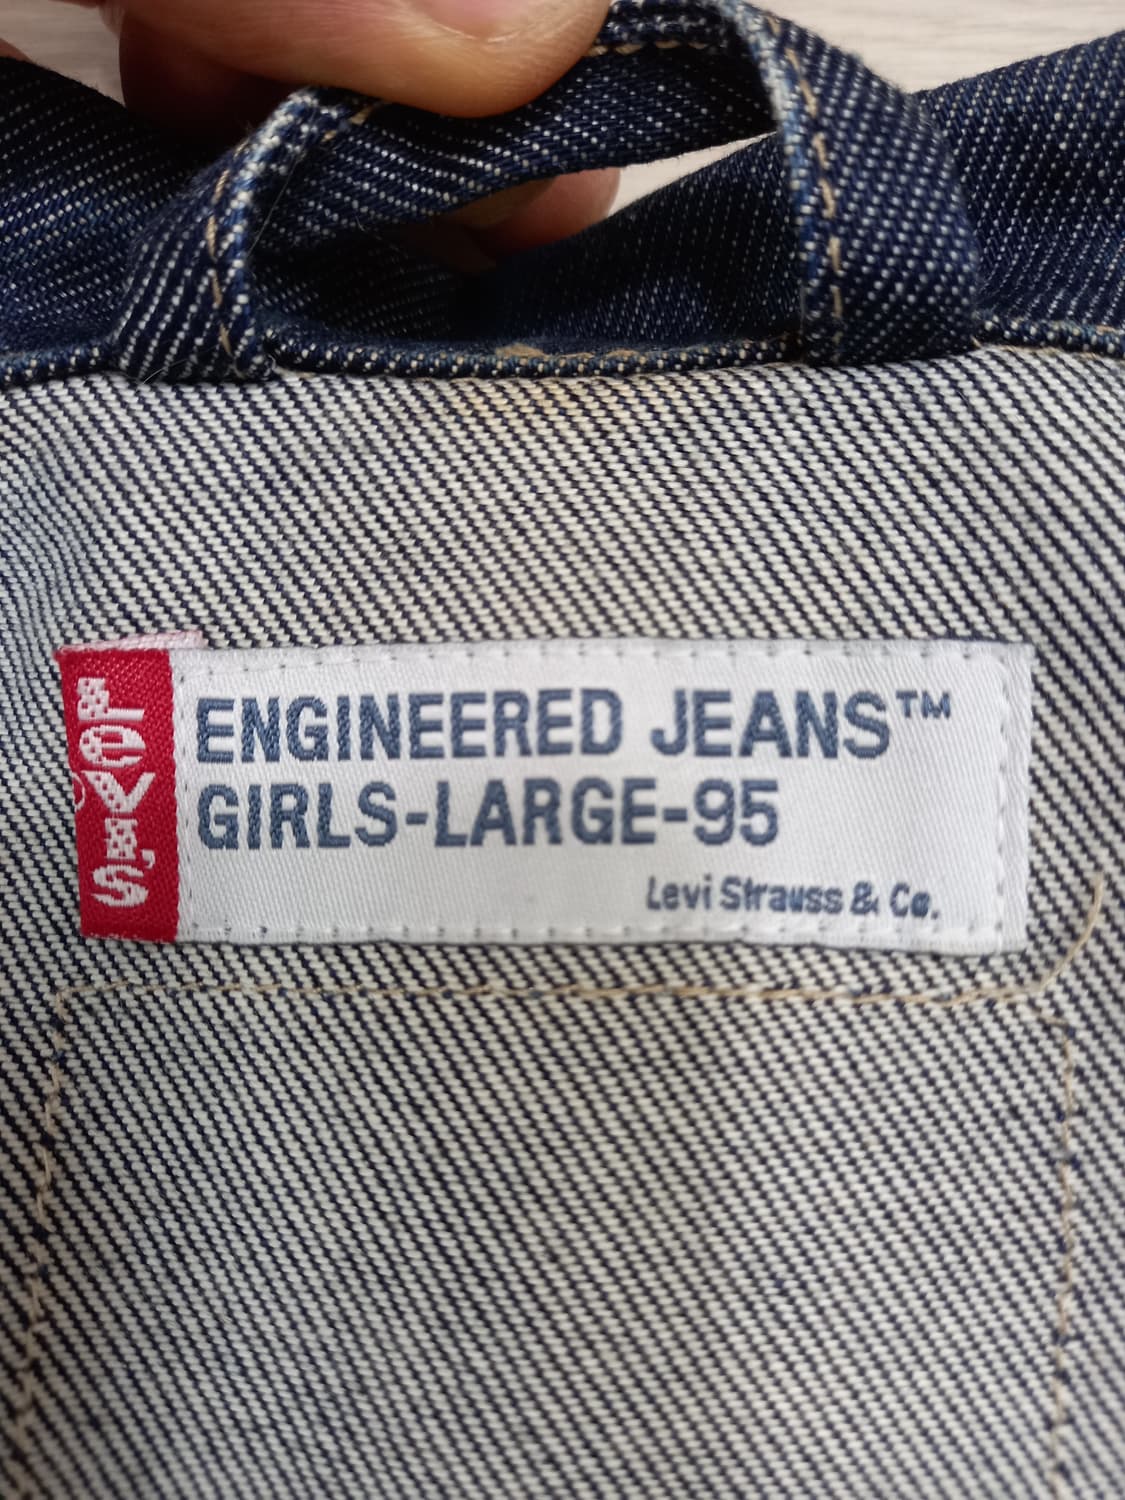 LEVI'S
ENGINEERED JEANS™
GIRLS-LARGE-95
Levi Strauss & Co.